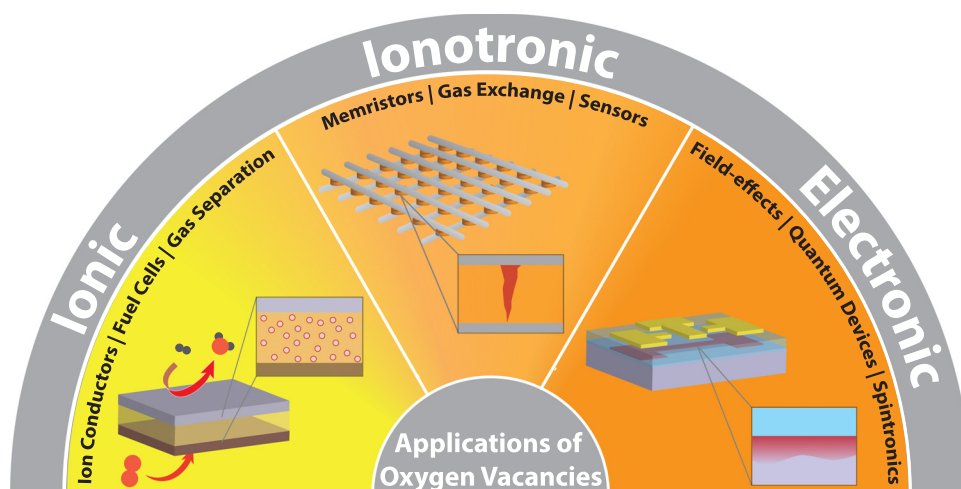 Ionotronic
Memristors | Gas Exchange | Sensors
Ionic
Ion Conductors | Fuel Cells | Gas Separation
Electronic
Field-effects | Quantum Devices | Spintronics
Applications of
Oxygen Vacancies